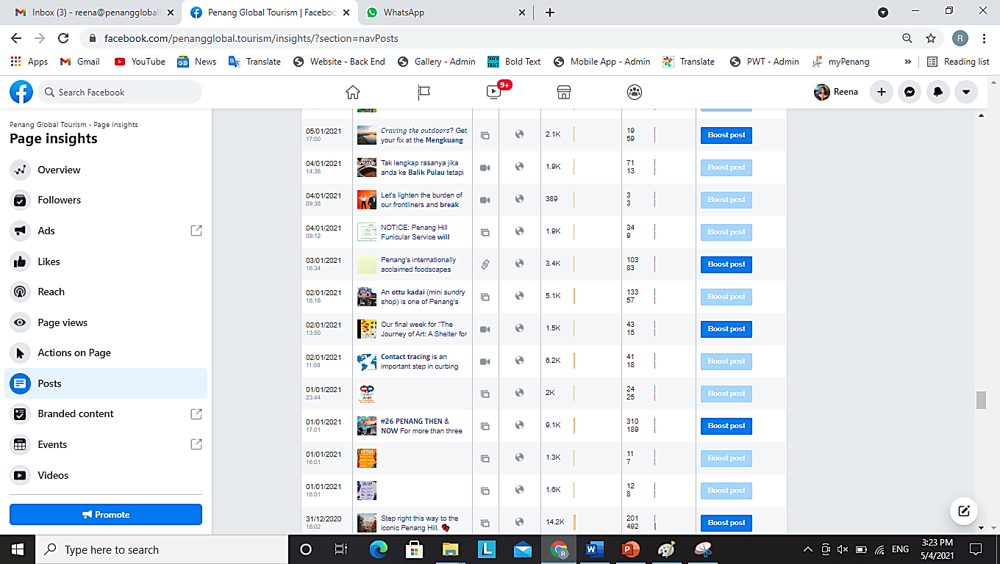 Inbox (3) - reena@penangglobalt
Penang Global Tourism | Faceboo
WhatsApp
facebook.com/penangglobal.tourism/insights/?section=navPosts
R
Apps
Gmail
YouTube
News
Translate
Website - Back End
Gallery - Admin
Bold Text
Mobile App - Admin
Translate
PWT - Admin
myPenang
Reading list
Search Facebook
9+
Reena
Penang Global Tourism › Page insights
Page insights
Overview
Followers
Ads
Likes
Reach
Page views
Actions on Page
Posts
Branded content
Events
Videos
Promote
05/01/2021
17:00
Craving the outdoors? Get
your fix at the Mengkuang
2.1K
19
59
Boost post
04/01/2021
14:38
Tak lengkap rasanya jika
anda ke Balik Pulau tetapi
1.9K
71
13
Boost post
04/01/2021
09:38
Let's lighten the burden of
our frontliners and break
389
3
3
Boost post
04/01/2021
09:12
NOTICE: Penang Hill
Funicular Service will
1.9K
34
9
Boost post
03/01/2021
16:34
Penang's internationally
acclaimed foodscapes
3.4K
103
83
Boost post
02/01/2021
16:16
An ottu kadai (mini sundry
shop) is one of Penang's
5.1K
133
57
Boost post
02/01/2021
13:50
Our final week for "The
Journey of Art: A Shelter for
1.5K
43
15
Boost post
02/01/2021
11:08
Contact tracing is an
important step in curbing
6.2K
41
18
Boost post
01/01/2021
23:44
2K
24
25
Boost post
01/01/2021
17:01
#26 PENANG THEN &
NOW For more than three
9.1K
310
189
Boost post
01/01/2021
16:01
1.3K
11
7
Boost post
01/01/2021
16:01
1.6K
12
8
Boost post
31/12/2020
18:02
Step right this way to the
iconic Penang Hill.
14.2K
201
492
Boost post
Type here to search
ENG
3:23 PM
5/4/2021